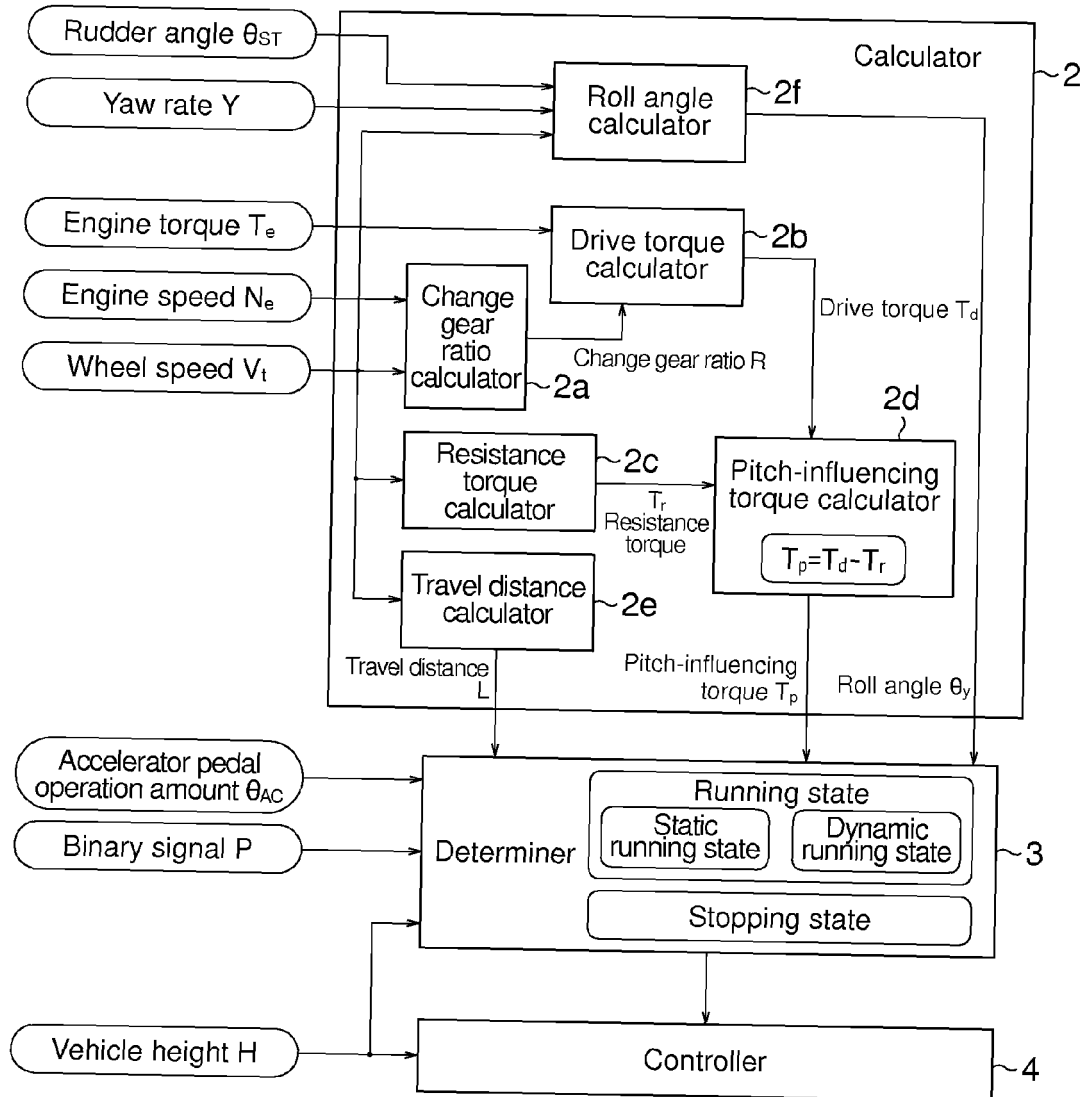 Rudder angle θST
Calculator
2
Yaw rate Y
Roll angle
calculator
2f
Engine torque Te
Drive torque
calculator
2b
Engine speed Ne
Change
gear
ratio
calculator
2a
Drive torque Td
Change gear ratio R
Wheel speed Vt
2d
Resistance
torque
calculator
2c
Tr
Resistance
torque
Pitch-influencing
torque calculator
Tp=Td-Tr
Travel distance
calculator
2e
Travel distance
L
Pitch-influencing
torque Tp
Roll angle θy
Accelerator pedal
operation amount θAC
Binary signal P
Determiner
Running state
Static
running state
Dynamic
running state
3
Stopping state
Vehicle height H
Controller
4